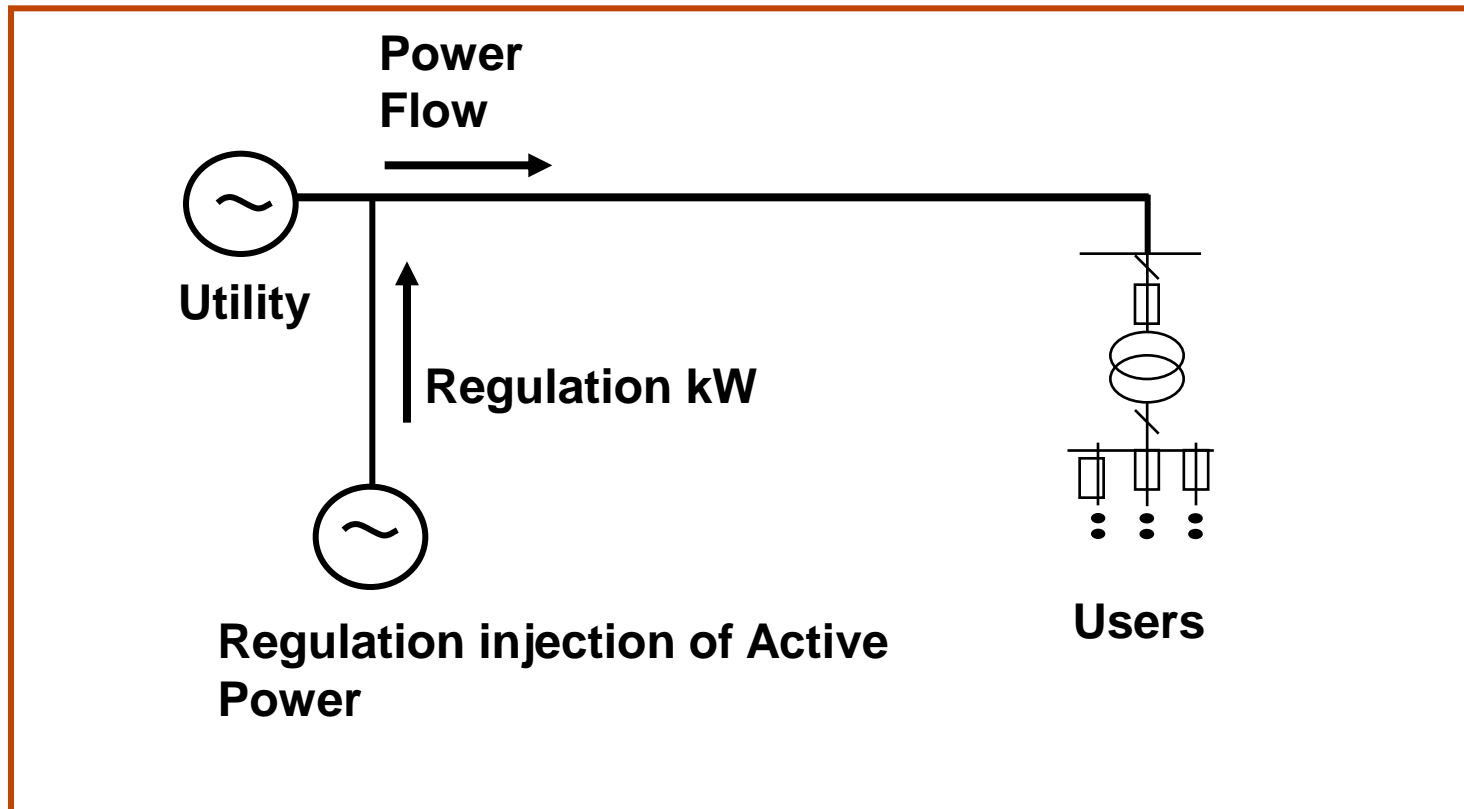 Power
Flow
Utility
Regulation kW
Regulation injection of Active
Power
Users